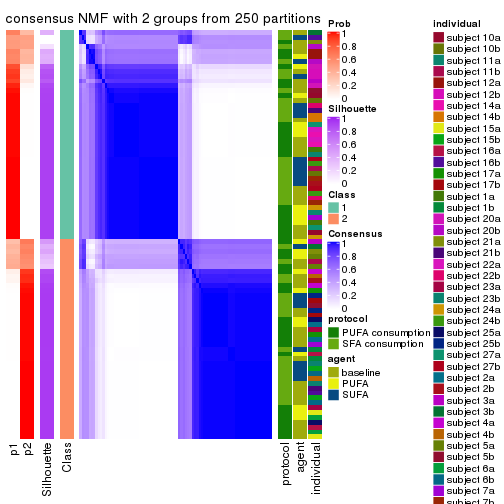 consensus NMF with 2 groups from 250 partitions
p1
p2
Silhouette
Class
protocol
agent
individual
Prob
1
0.8
0.6
0.4
0.2
0
Silhouette
1
0.8
0.6
0.4
0.2
0
Class
1
2
Consensus
1
0.8
0.6
0.4
0.2
0
protocol
PUFA consumption
SFA consumption
agent
baseline
PUFA
SUFA
individual
subject 10a
subject 10b
subject 11a
subject 11b
subject 12a
subject 12b
subject 14a
subject 14b
subject 15a
subject 15b
subject 16a
subject 16b
subject 17a
subject 17b
subject 1a
subject 1b
subject 20a
subject 20b
subject 21a
subject 21b
subject 22a
subject 22b
subject 23a
subject 23b
subject 24a
subject 24b
subject 25a
subject 25b
subject 27a
subject 27b
subject 2a
subject 2b
subject 3a
subject 3b
subject 4a
subject 4b
subject 5a
subject 5b
subject 6a
subject 6b
subject 7a
subject 7b